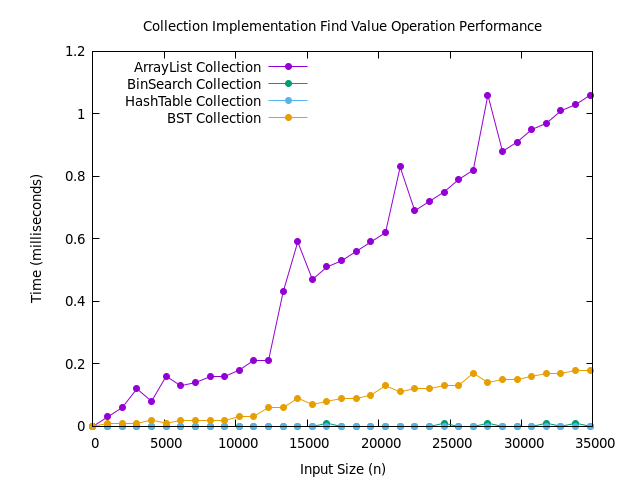 Collection Implementation Find Value Operation Performance
1.2
1
0.8
0.6
0.4
0.2
0
Time (milliseconds)
ArrayList Collection
BinSearch Collection
HashTable Collection
BST Collection
0 5000 10000 15000 20000 25000 30000 35000
Input Size (n)